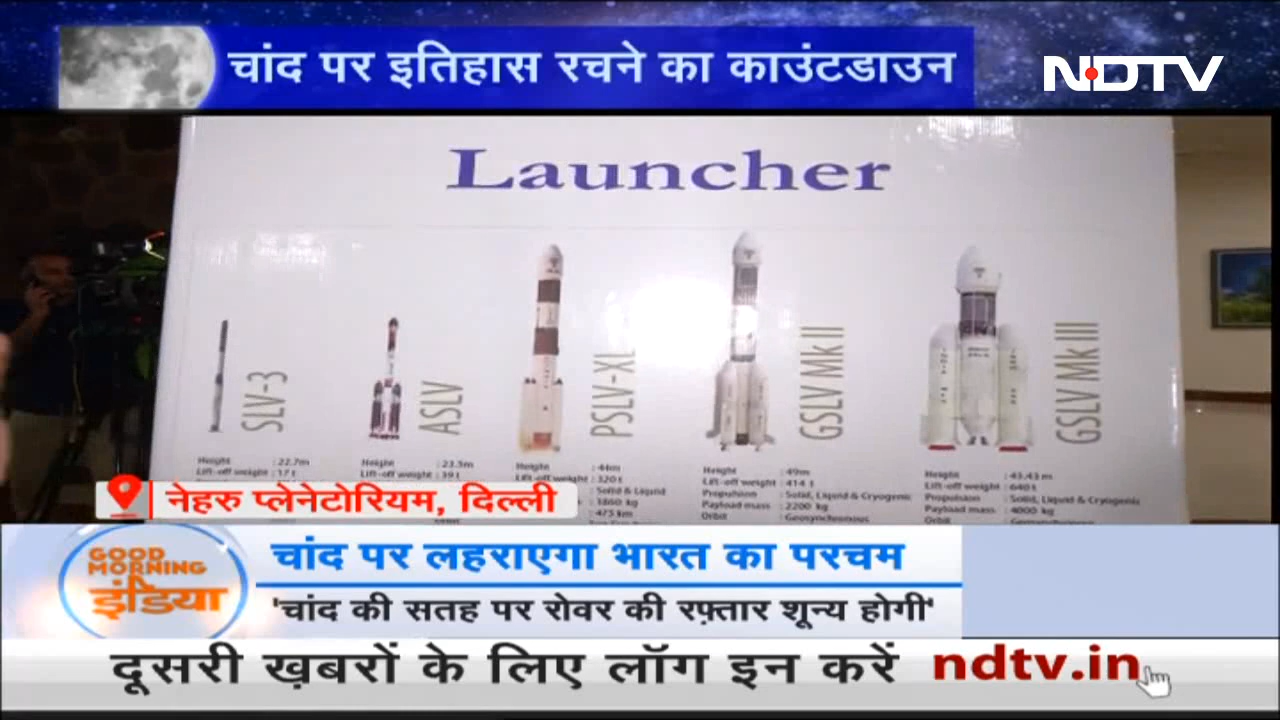 चांद पर इतिहास रचने का काउंटडाउन
NDTV
Launcher
SLV-3
ASLV
PSLV-XL
GSLV Mk II
GSLV Mk III
Height : 22.7m
Lift-off weight : 17 t
Height : 23.5m
Lift-off weight : 39 t
Height : 44m
Lift-off weight : 320 t
: Solid & Liquid
: 3860 kg
: 475 km
Height : 49m
Lift-off weight : 414 t
Propulsion : Solid, Liquid & Cryogenic
Payload mass : 2200 kg
Orbit : Geosynchronous
Height : 43.43 m
Lift-off weight : 640 t
Propulsion : Solid, Liquid & Cryogenic
Payload mass : 4000 kg
Orbit
नेहरु प्लेनेटोरियम, दिल्ली
GOOD
MORNING
इंडिया
चांद पर लहराएगा भारत का परचम
'चांद की सतह पर रोवर की रफ़्तार शून्य होगी'
दूसरी ख़बरों के लिए लॉग इन करें ndtv.in